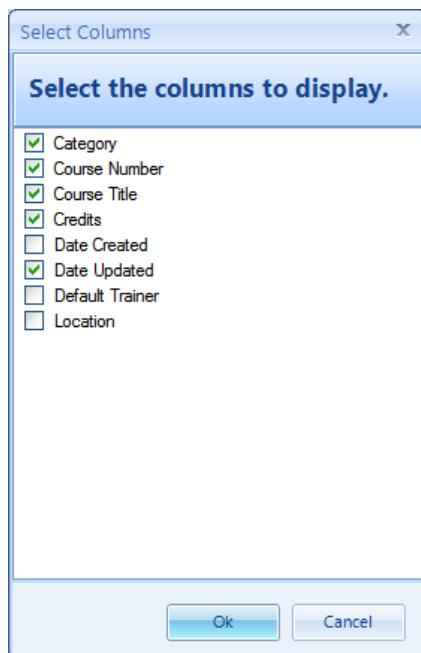 Select Columns
Select the columns to display.
Category
Course Number
Course Title
Credits
Date Created
Date Updated
Default Trainer
Location
Ok
Cancel